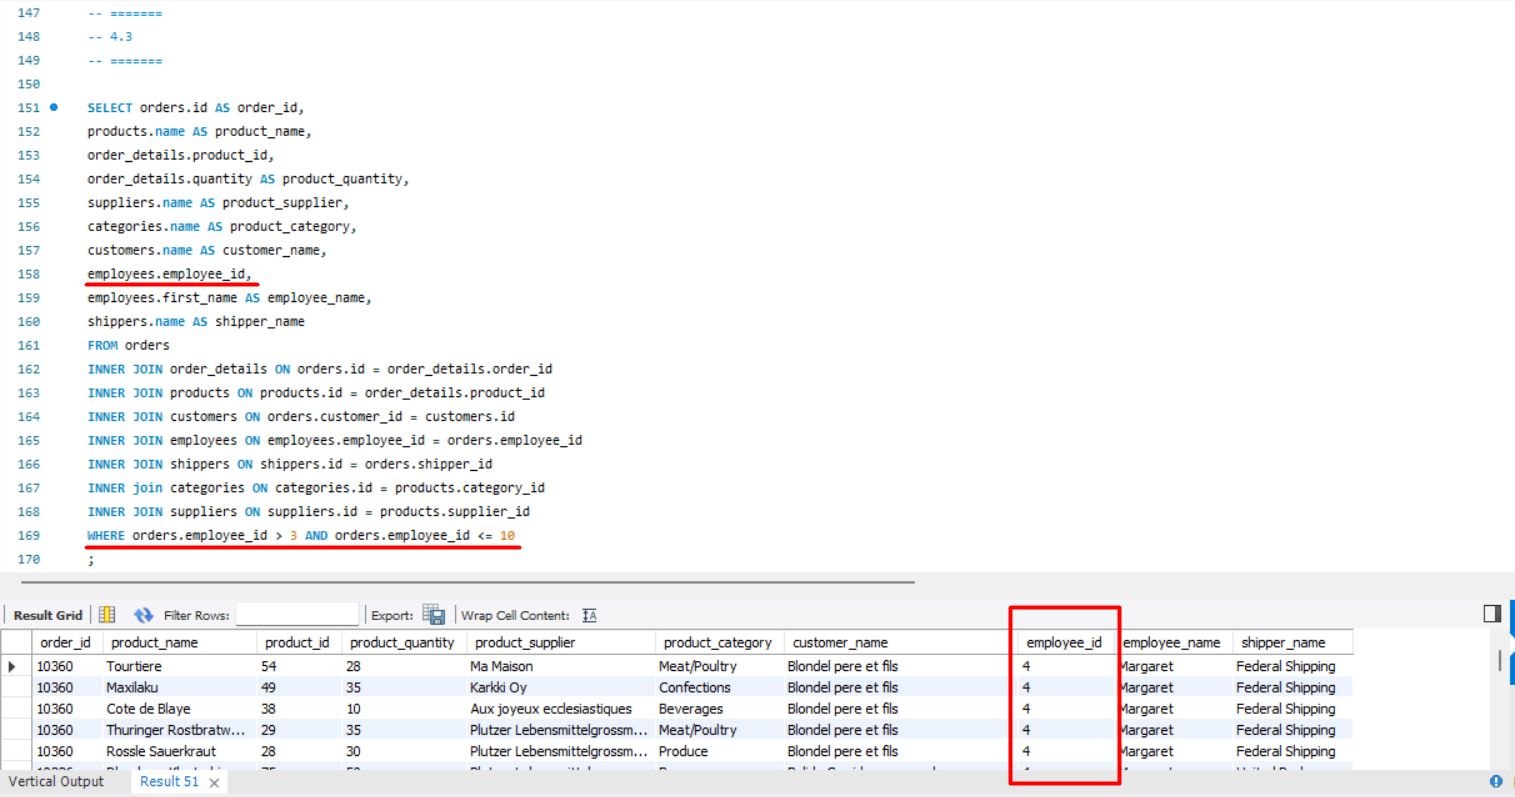 147 -- =======
148 -- 4.3
149 -- =======
150
151 SELECT orders.id AS order_id,
152 products.name AS product_name,
153 order_details.product_id,
154 order_details.quantity AS product_quantity,
155 suppliers.name AS product_supplier,
156 categories.name AS product_category,
157 customers.name AS customer_name,
158 employees.employee_id,
159 employees.first_name AS employee_name,
160 shippers.name AS shipper_name
161 FROM orders
162 INNER JOIN order_details ON orders.id = order_details.order_id
163 INNER JOIN products ON products.id = order_details.product_id
164 INNER JOIN customers ON orders.customer_id = customers.id
165 INNER JOIN employees ON employees.employee_id = orders.employee_id
166 INNER JOIN shippers ON shippers.id = orders.shipper_id
167 INNER join categories ON categories.id = products.category_id
168 INNER JOIN suppliers ON suppliers.id = products.supplier_id
169 WHERE orders.employee_id > 3 AND orders.employee_id <= 10
170 ;
Result Grid Filter Rows: Export: Wrap Cell Content: IA
order_id product_name product_id product_quantity product_supplier product_category customer_name employee_id employee_name shipper_name
10360 Tourtiere 54 28 Ma Maison Meat/Poultry Blondel pere et fils 4 Margaret Federal Shipping
10360 Maxilaku 49 35 Karkki Oy Confections Blondel pere et fils 4 Margaret Federal Shipping
10360 Cote de Blaye 38 10 Aux joyeux ecclesiastiques Beverages Blondel pere et fils 4 Margaret Federal Shipping
10360 Thuringer Rostbratw... 29 35 Plutzer Lebensmittelgrossm... Meat/Poultry Blondel pere et fils 4 Margaret Federal Shipping
10360 Rossle Sauerkraut 28 30 Plutzer Lebensmittelgrossm... Produce Blondel pere et fils 4 Margaret Federal Shipping
Vertical Output Result 51